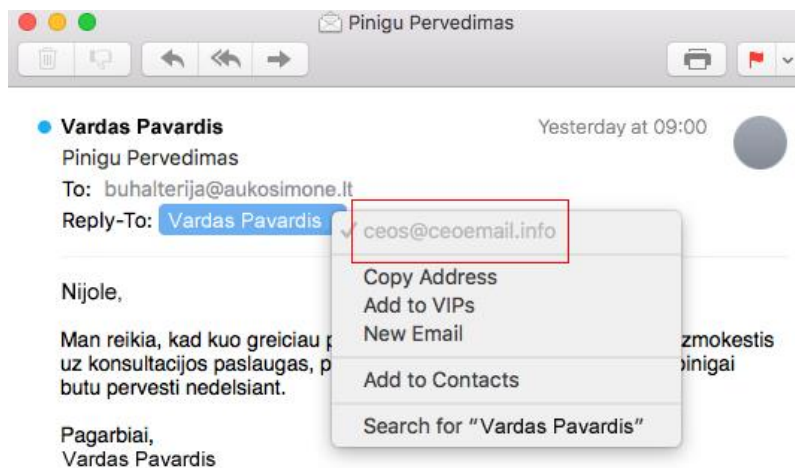 Pinigu Pervedimas
Vardas Pavardis Yesterday at 09:00
Pinigu Pervedimas
To: buhalterija@aukosimone.lt
Reply-To: Vardas Pavardis
ceos@ceoemail.info
Copy Address
Add to VIPs
New Email
Add to Contacts
Search for “Vardas Pavardis”
Nijole,
Man reikia, kad kuo greiciau
uz konsultacijos paslaugas,
butu pervesti nedelsiant.
Pagarbiai,
Vardas Pavardis